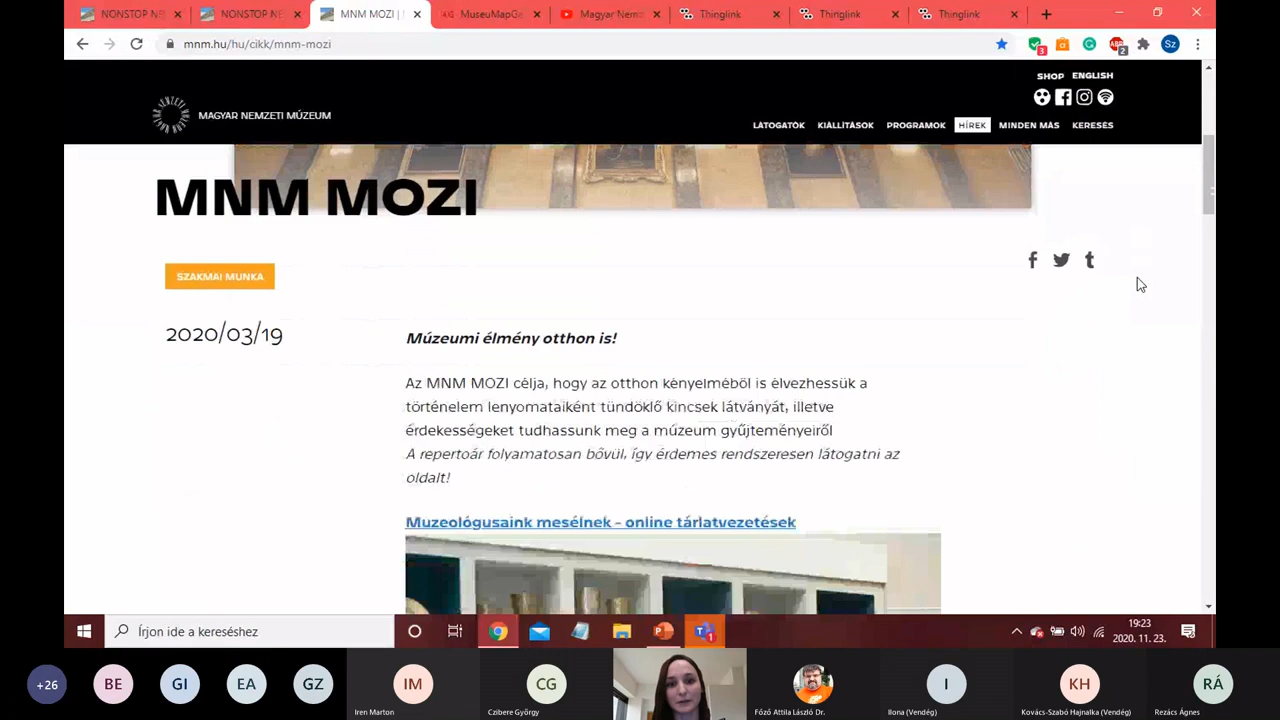 NONSTOP NE
NONSTOP NE
MNM MOZI |
MuseuMapGa
Magyar Nemz
Thinglink
Thinglink
Thinglink
mnm.hu/hu/cikk/mnm-mozi
3
2
Sz
SHOP ENGLISH
MAGYAR NEMZETI MÚZEUM
LÁTOGATÓK KIÁLLÍTÁSOK PROGRAMOK HÍREK MINDEN MÁS KERESÉS
MNM MOZI
SZAKMAI MUNKA
2020/03/19
Múzeumi élmény otthon is!
Az MNM MOZI célja, hogy az otthon kényelméből is élvezhessük a
történelem lenyomataiként tündöklő kincsek látványát, illetve
érdekességeket tudhassunk meg a múzeum gyűjteményeiről
A repertoár folyamatosan bővül, így érdemes rendszeresen látogatni az
oldalt!
Muzeológusaink mesélnek - online tárlatvezetések
Írjon ide a kereséshez
1
19:23
2020. 11. 23.
+26
BE
GI
EA
GZ
IM
Iren Marton
CG
Czibere György
Főző Attila László Dr.
I
Ilona (Vendég)
KH
Kovács-Szabó Hajnalka (Vendég)
RÁ
Rezács Ágnes